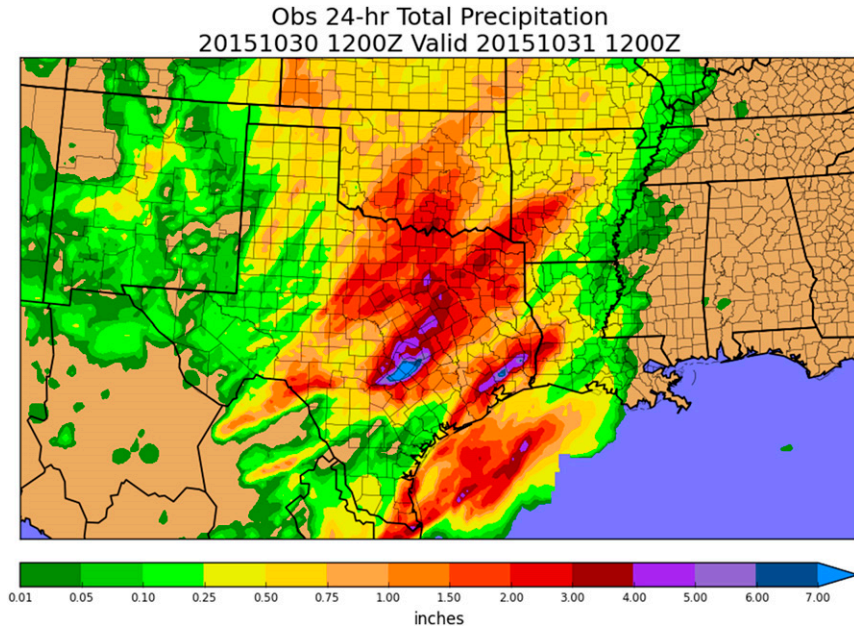 Obs 24-hr Total Precipitation
20151030 1200Z Valid 20151031 1200Z
0.01 0.05 0.10 0.25 0.50 0.75 1.00 1.50 2.00 3.00 4.00 5.00 6.00 7.00
inches